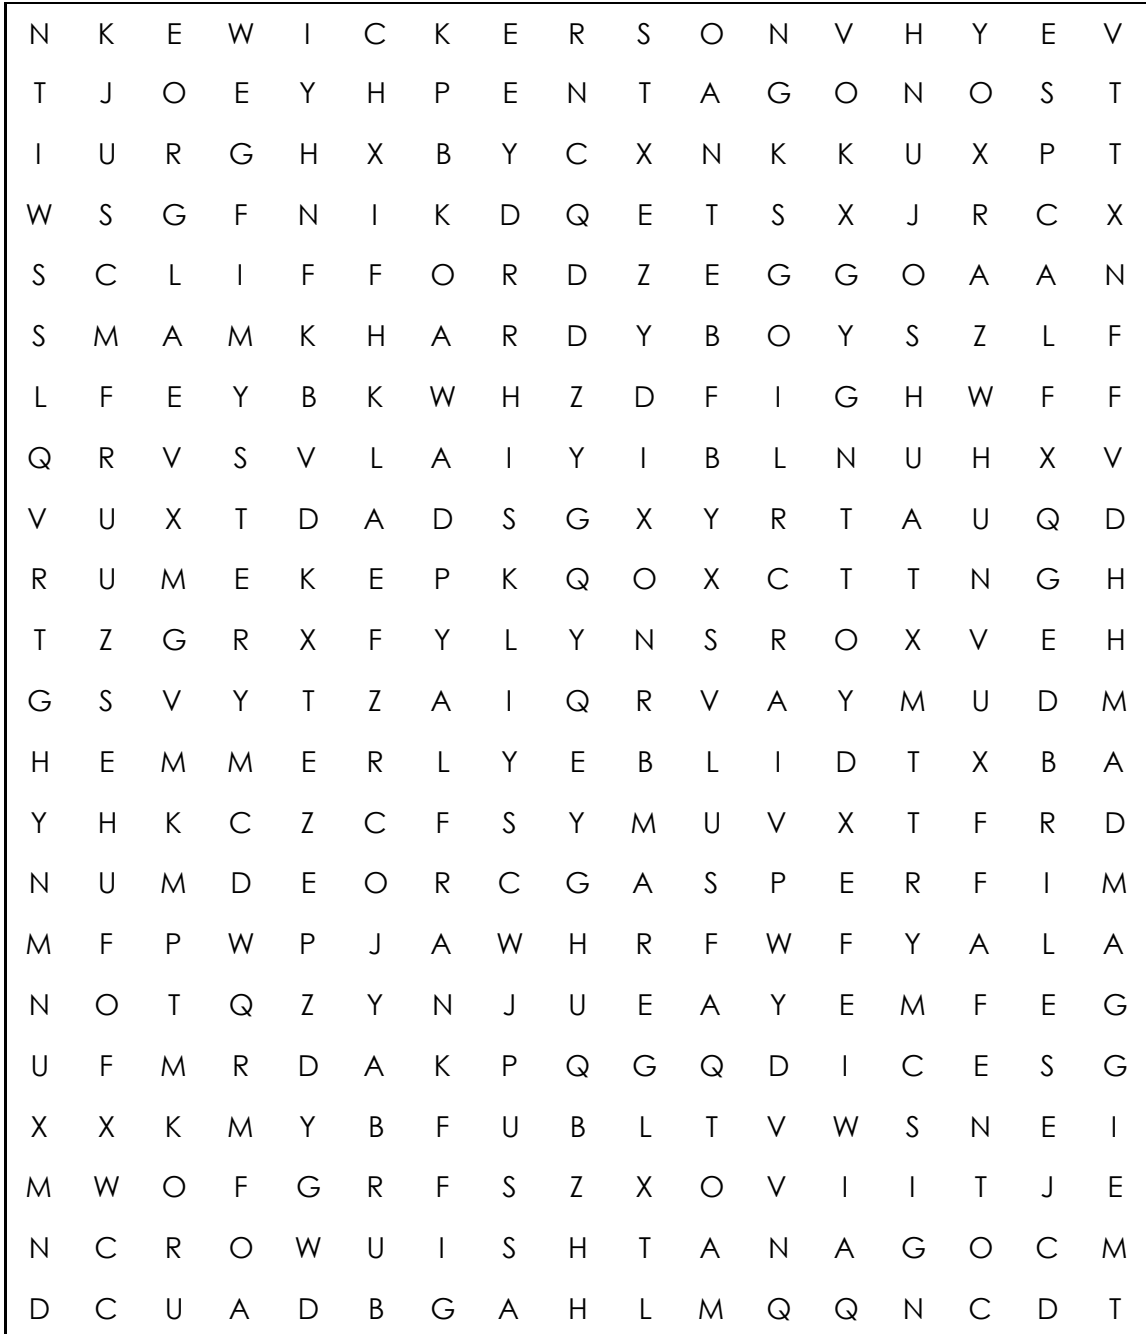 N K E W I C K E R S O N V H Y E V
T J O E Y H P E N T A G O N O S T
I U R G H X B Y C X N K K U X P T
W S G F N I K D Q E T S X J R C X
S C L I F F O R D Z E G G O A A N
S M A M K H A R D Y B O Y S Z L F
L F E Y B K W H Z D F I G H W F F
Q R V S V L A I Y I B L N U H X V
V U X T D A D S G X Y R T A U Q D
R U M E K E P K Q O X C T T N G H
T Z G R X F Y L Y N S R O X V E H
G S V Y T Z A I Q R V A Y M U D M
H E M M E R L Y E B L I D T X B A
Y H K C Z C F S Y M U V X T F R D
N U M D E O R C G A S P E R F I M
M F P W P J A W H R F W F Y A L A
N O T Q Z Y N J U E A Y E M F E G
U F M R D A K P Q G Q D I C E S G
X X K M Y B F U B L T V W S N E I
M W O F G R F S Z X O V I I T J E
N C R O W U I S H T A N A G O C M
D C U A D B G A H L M Q Q N C D T